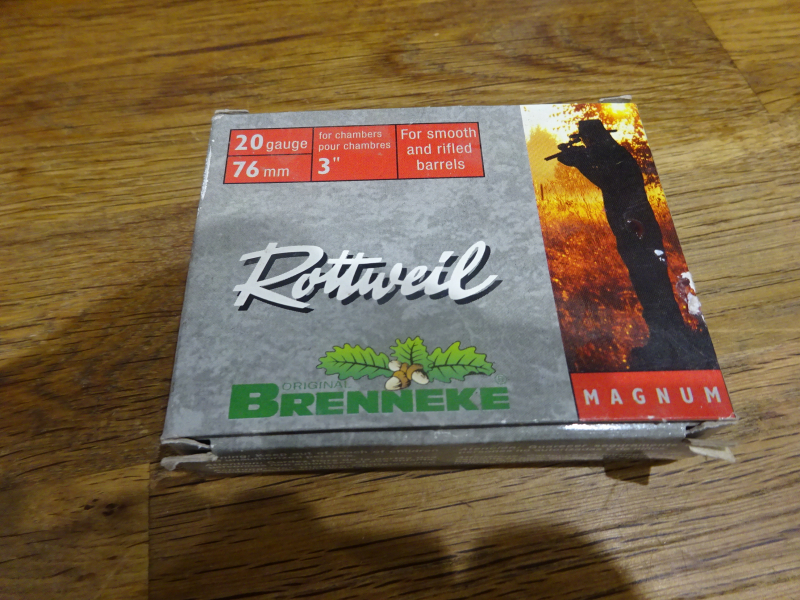 20 gauge
76 mm
for chambers
pour chambres
3"
For smooth
and rifled
barrels
Rottweil
ORIGINAL
BRENNEKE ®
MAGNUM